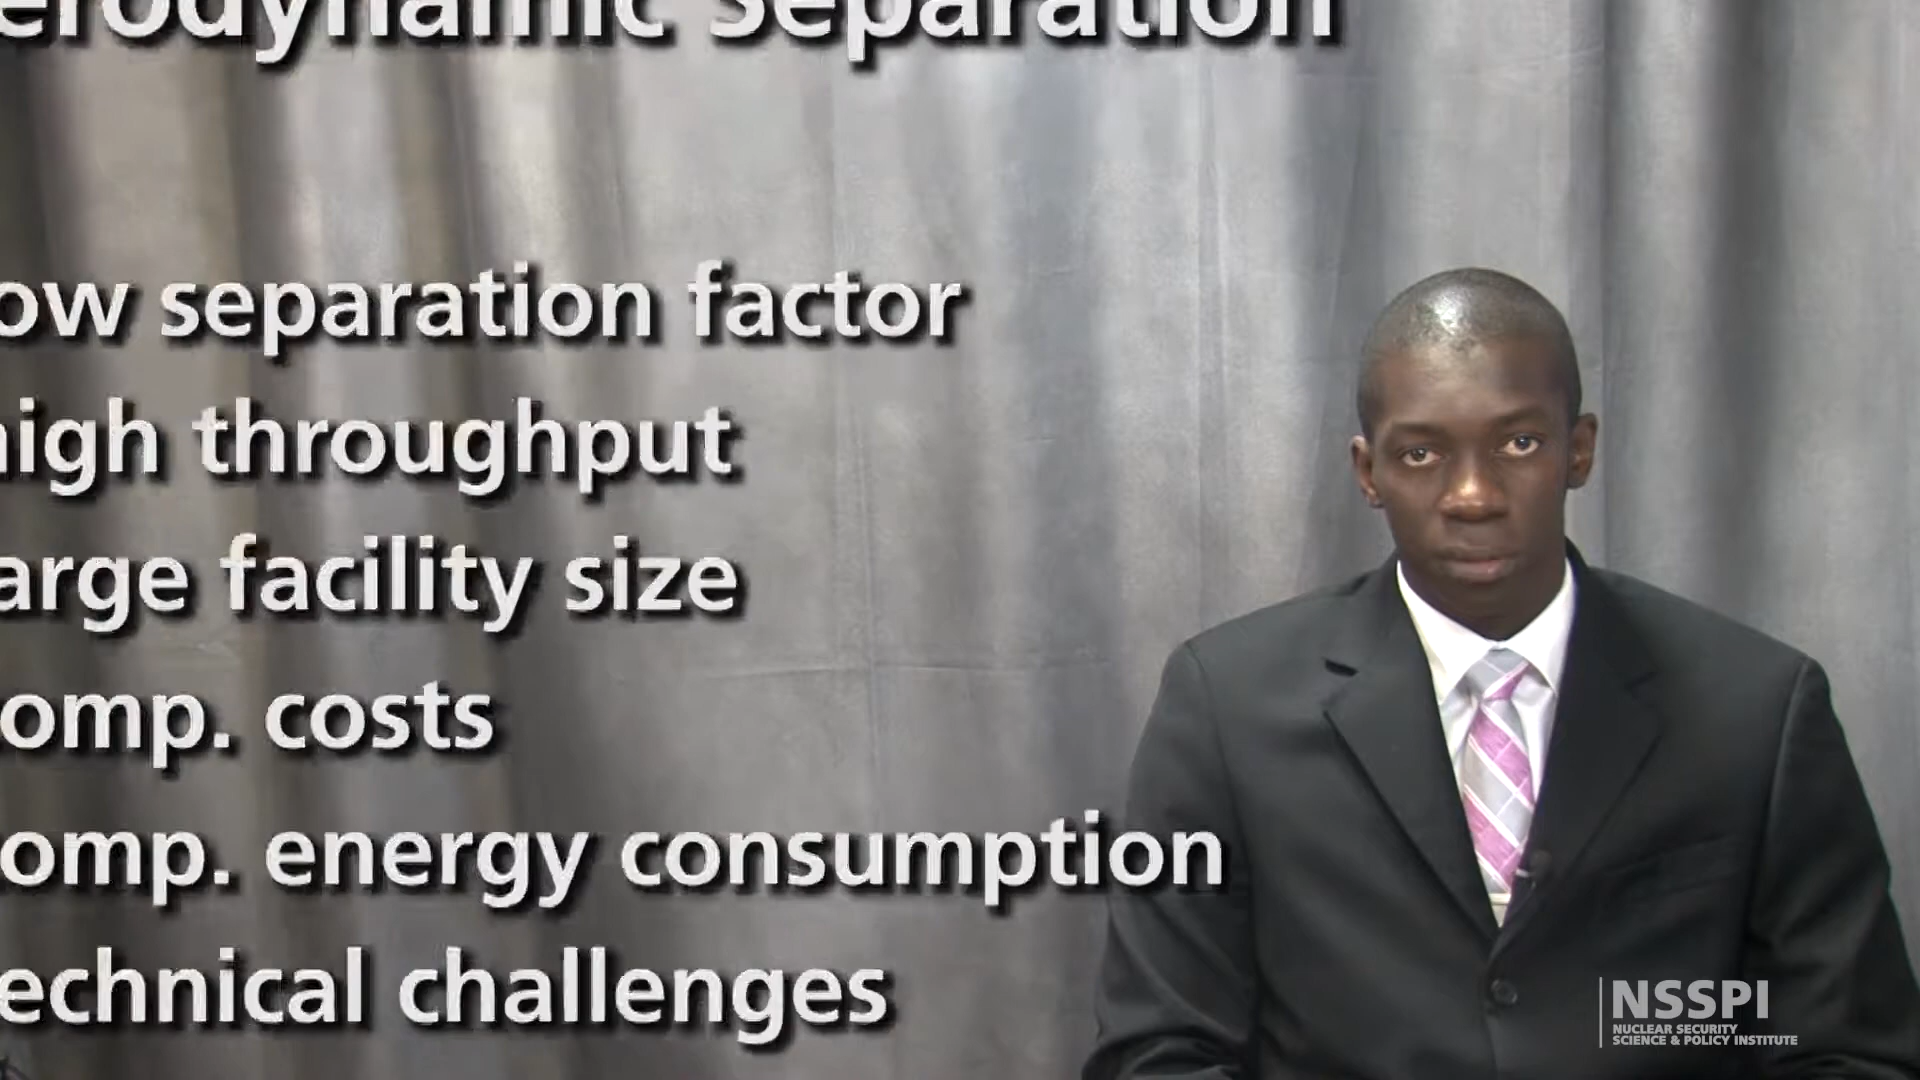 erodynamic separation
ow separation factor
high throughput
arge facility size
omp. costs
omp. energy consumption
echnical challenges
NSSPI
NUCLEAR SECURITY
SCIENCE & POLICY INSTITUTE